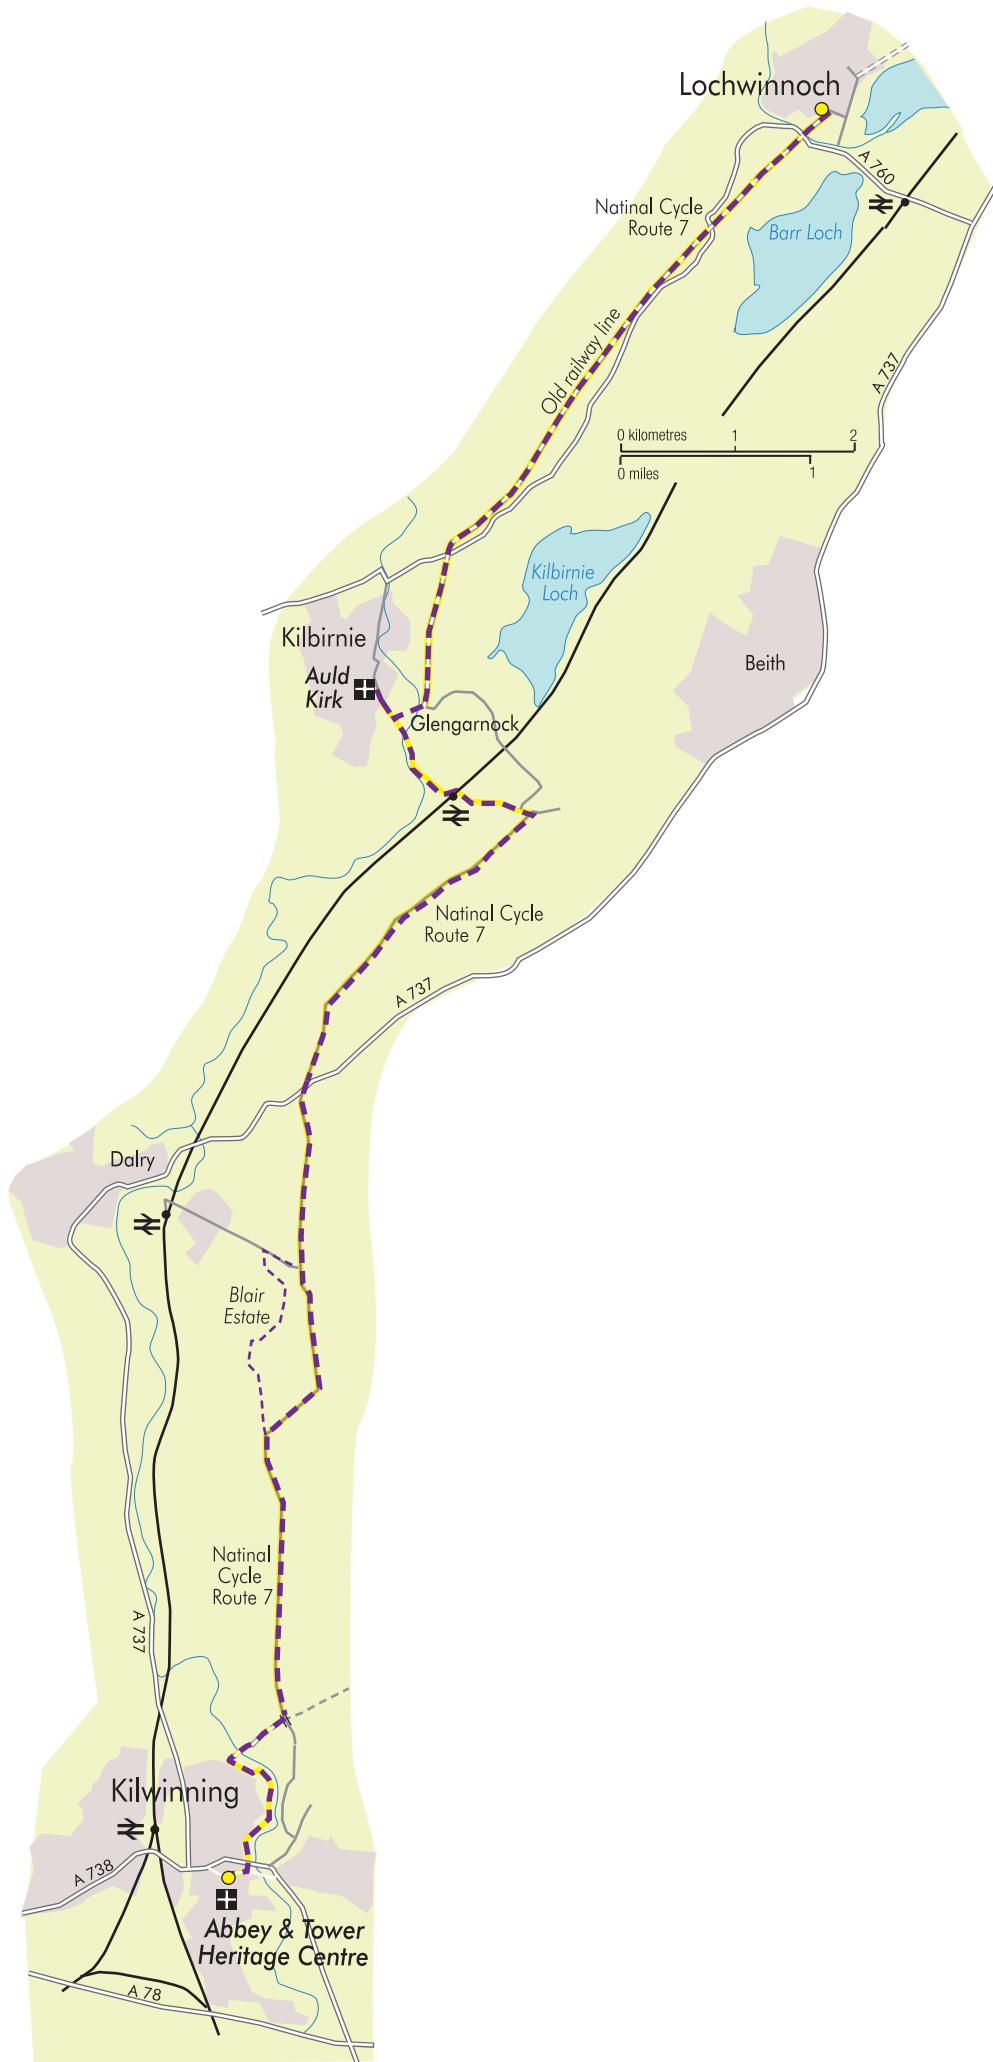 Lochwinnoch
A 760
Natinal Cycle
Route 7
Barr Loch
Old railway line
A 737
0 kilometres 1 2
0 miles 1
Kilbirnie
Loch
Kilbirnie
Beith
Auld
Kirk
Glengarnock
Natinal Cycle
Route 7
A 737
Dalry
Blair
Estate
Natinal
Cycle
Route 7
A 737
Kilwinning
A 738
Abbey & Tower
Heritage Centre
A 78